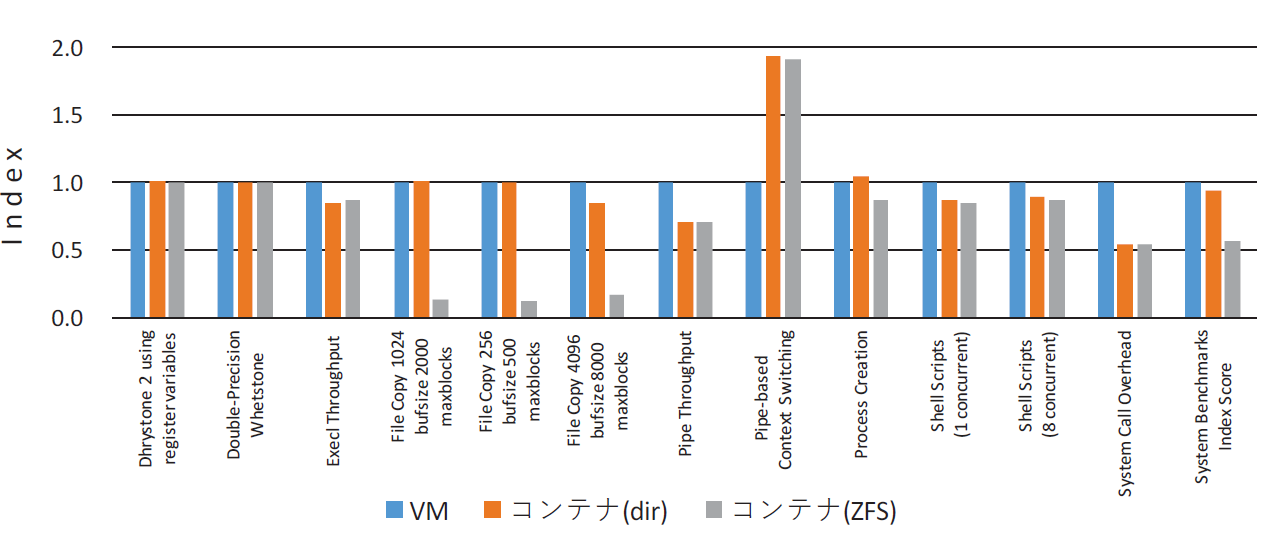 2.0
1.5
1.0
0.5
0.0
Index
Dhrystone 2 using
register variables
Double-Precision
Whetstone
Execl Throughput
File Copy 1024
bufsize 2000
maxblocks
File Copy 256
bufsize 500
maxblocks
File Copy 4096
bufsize 8000
maxblocks
Pipe Throughput
Pipe-based
Context Switching
Process Creation
Shell Scripts
(1 concurrent)
Shell Scripts
(8 concurrent)
System Call Overhead
System Benchmarks
Index Score
VM
コンテナ(dir)
コンテナ(ZFS)